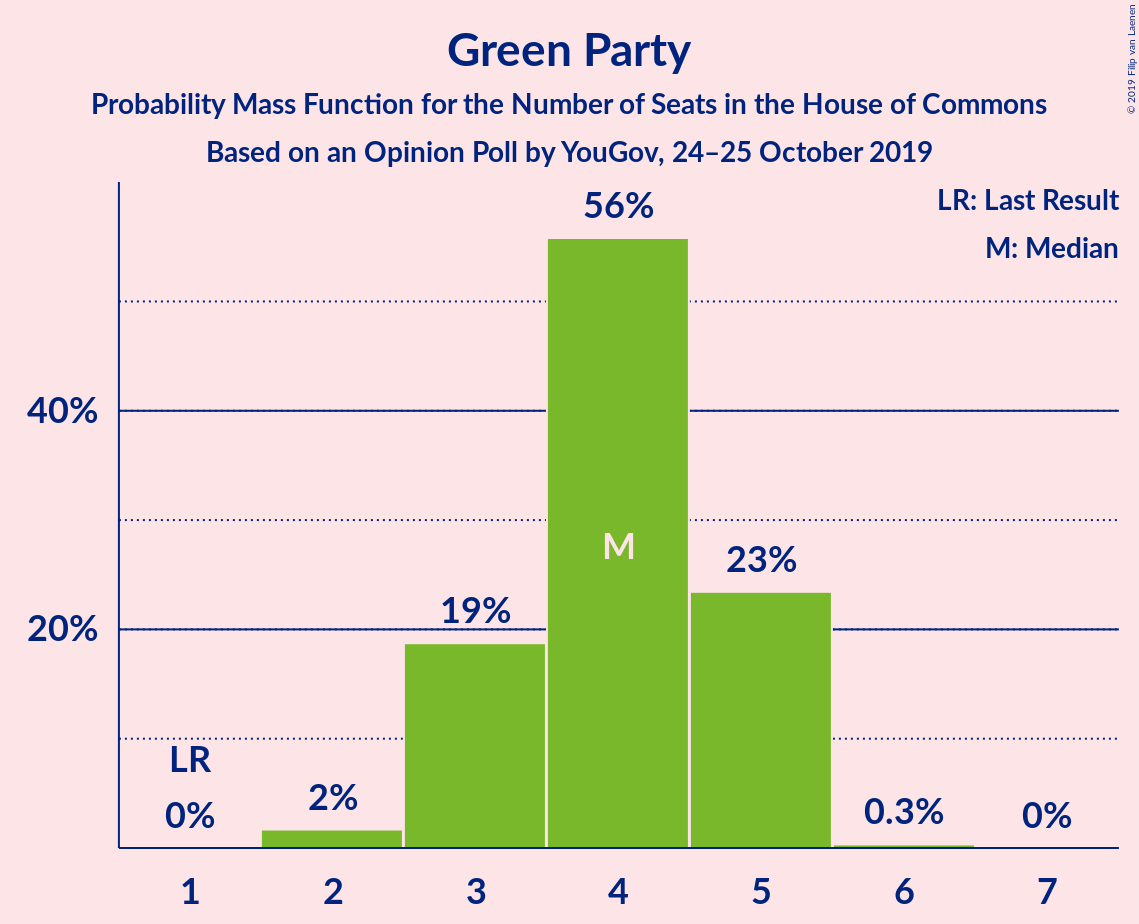 Green Party
Probability Mass Function for the Number of Seats in the House of Commons
Based on an Opinion Poll by YouGov, 24–25 October 2019
© 2019 Filip van Laenen
LR: Last Result
M: Median
56%
40%
M
23%
19%
20%
LR
0%
2%
0.3%
0%
1 2 3 4 5 6 7